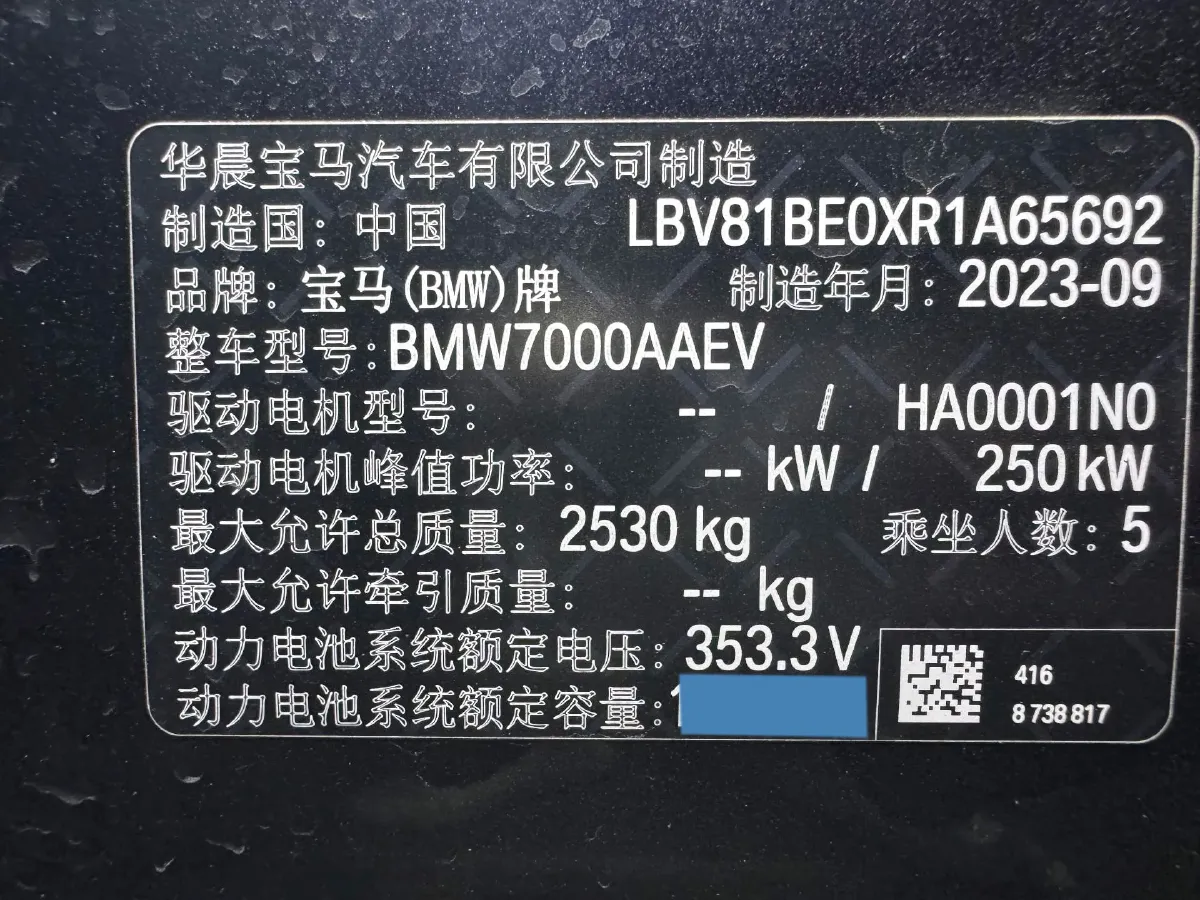 华晨宝马汽车有限公司制造
制造国：中国 LBV81BE0XR1A65692
品牌：宝马(BMW)牌 制造年月：2023-09
整车型号：BMW7000AAEV
驱动电机型号： -- / HA0001N0
驱动电机峰值功率： -- kW / 250 kW
最大允许总质量：2530 kg 乘坐人数：5
最大允许牵引质量： -- kg
动力电池系统额定电压：353.3 V
动力电池系统额定容量：
416
8 738 817